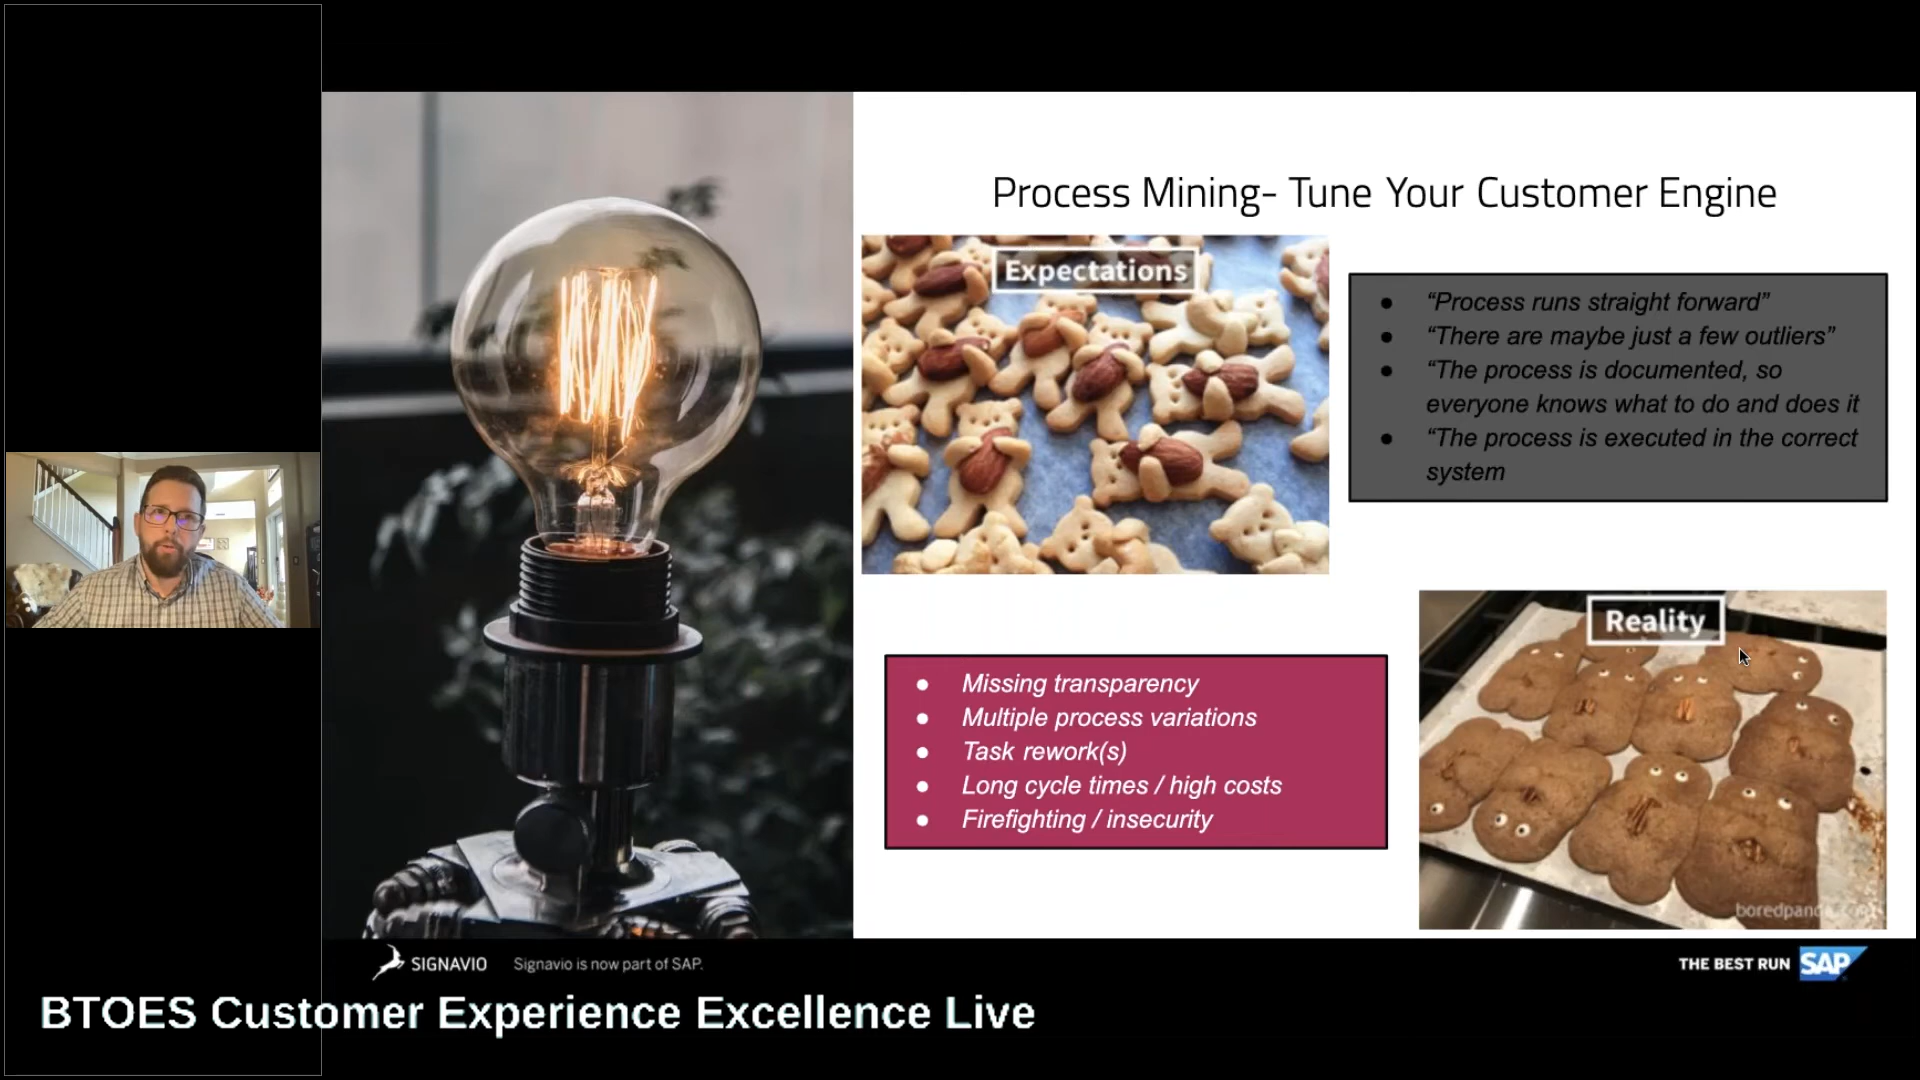 Process Mining- Tune Your Customer Engine
Expectations
● “Process runs straight forward”
● “There are maybe just a few outliers”
● “The process is documented, so
everyone knows what to do and does it
● “The process is executed in the correct
system
● Missing transparency
● Multiple process variations
● Task rework(s)
● Long cycle times / high costs
● Firefighting / insecurity
Reality
SIGNAVIO Signavio is now part of SAP.
THE BEST RUN SAP
BTOES Customer Experience Excellence Live